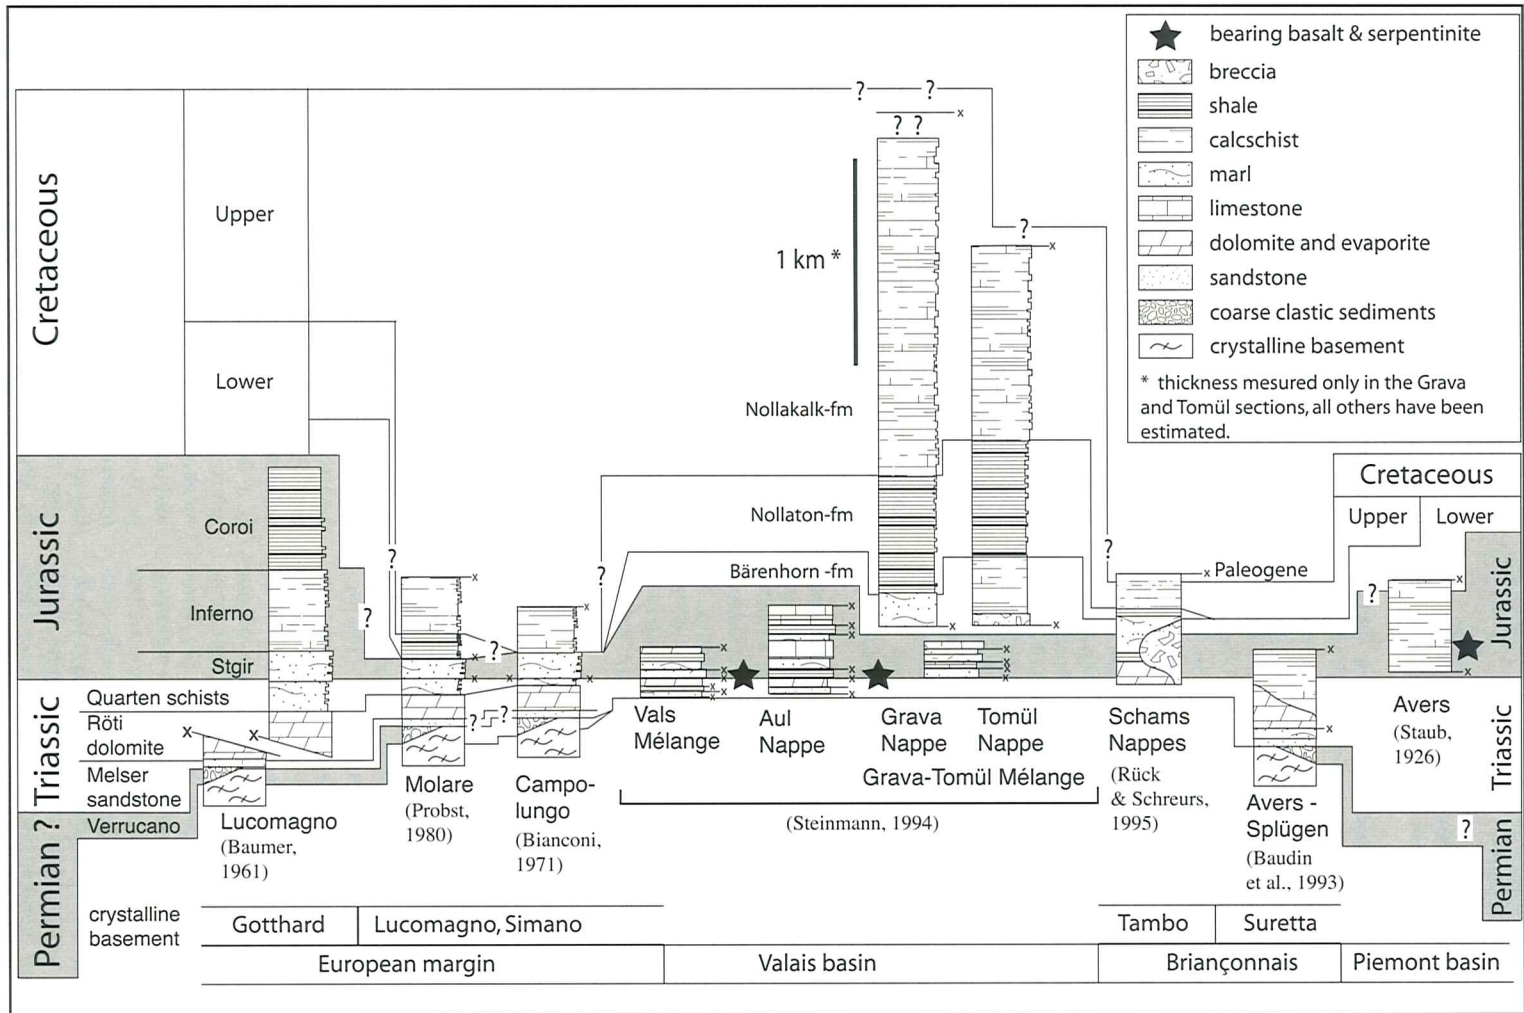 bearing basalt & serpentinite
breccia
shale
calcschist
marl
limestone
dolomite and evaporite
sandstone
coarse clastic sediments
crystalline basement
* thickness mesured only in the Grava
and Tomül sections, all others have been
estimated.
Cretaceous
Upper
Lower
Jurassic
Coroi
Inferno
Stgir
Triassic
Quarten schists
Röti
dolomite
Melser
sandstone
Permian ?
Verrucano
crystalline
basement
? ?
x
? ?
1 km *
?
x
Nollakalk-fm
Nollaton-fm
Bärenhorn -fm
?
?
?
?
?
?
?
x Paleogene
Cretaceous
Upper
Lower
?
Jurassic
Triassic
?
Permian
Lucomagno
(Baumer,
1961)
Molare
(Probst,
1980)
Campo-
lungo
(Bianconi,
1971)
Vals
Mélange
Aul
Nappe
Grava
Nappe
Tomül
Nappe
Grava-Tomül Mélange
(Steinmann, 1994)
Schams
Nappes
(Rück
& Schreurs,
1995)
Avers -
Splügen
(Baudin
et al., 1993)
Avers
(Staub,
1926)
Gotthard
Lucomagno, Simano
Tambo
Suretta
European margin
Valais basin
Briançonnais
Piemont basin